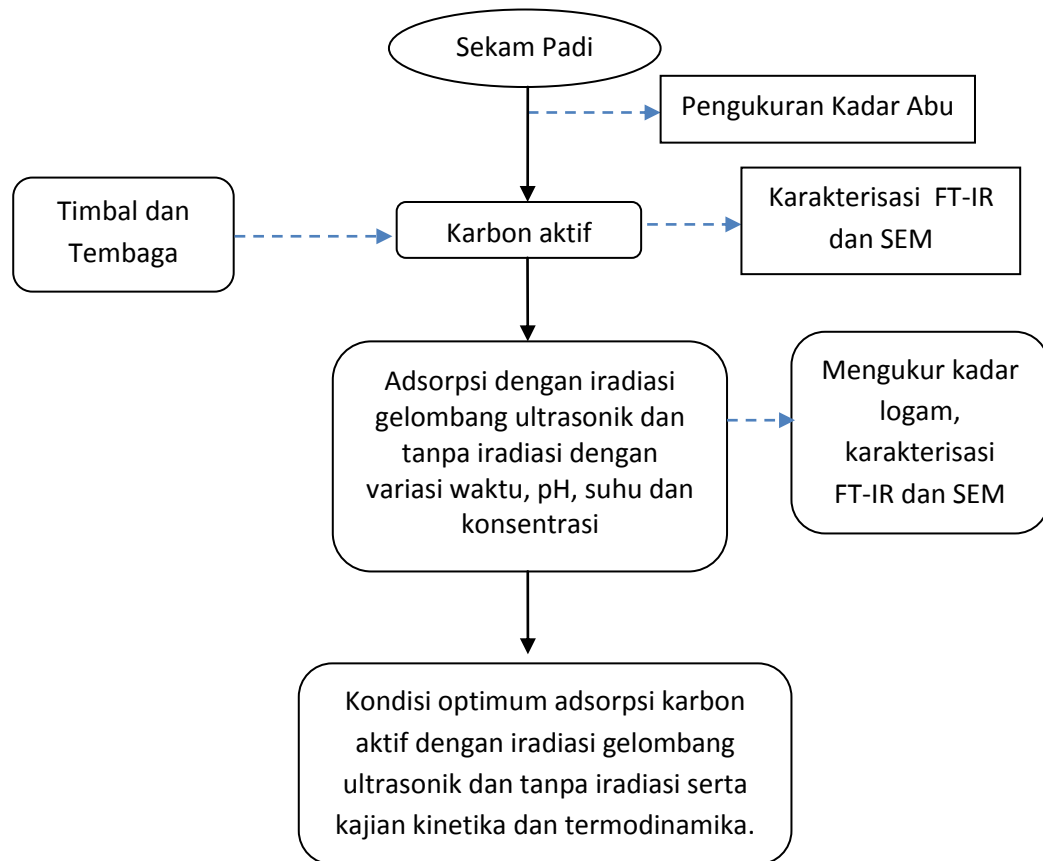 Sekam Padi
Pengukuran Kadar Abu
Timbal dan
Tembaga
Karbon aktif
Karakterisasi FT-IR
dan SEM
Adsorpsi dengan iradiasi
gelombang ultrasonik dan
tanpa iradiasi dengan
variasi waktu, pH, suhu dan
konsentrasi
Mengukur kadar
logam,
karakterisasi
FT-IR dan SEM
Kondisi optimum adsorpsi karbon
aktif dengan iradiasi gelombang
ultrasonik dan tanpa iradiasi serta
kajian kinetika dan termodinamika.